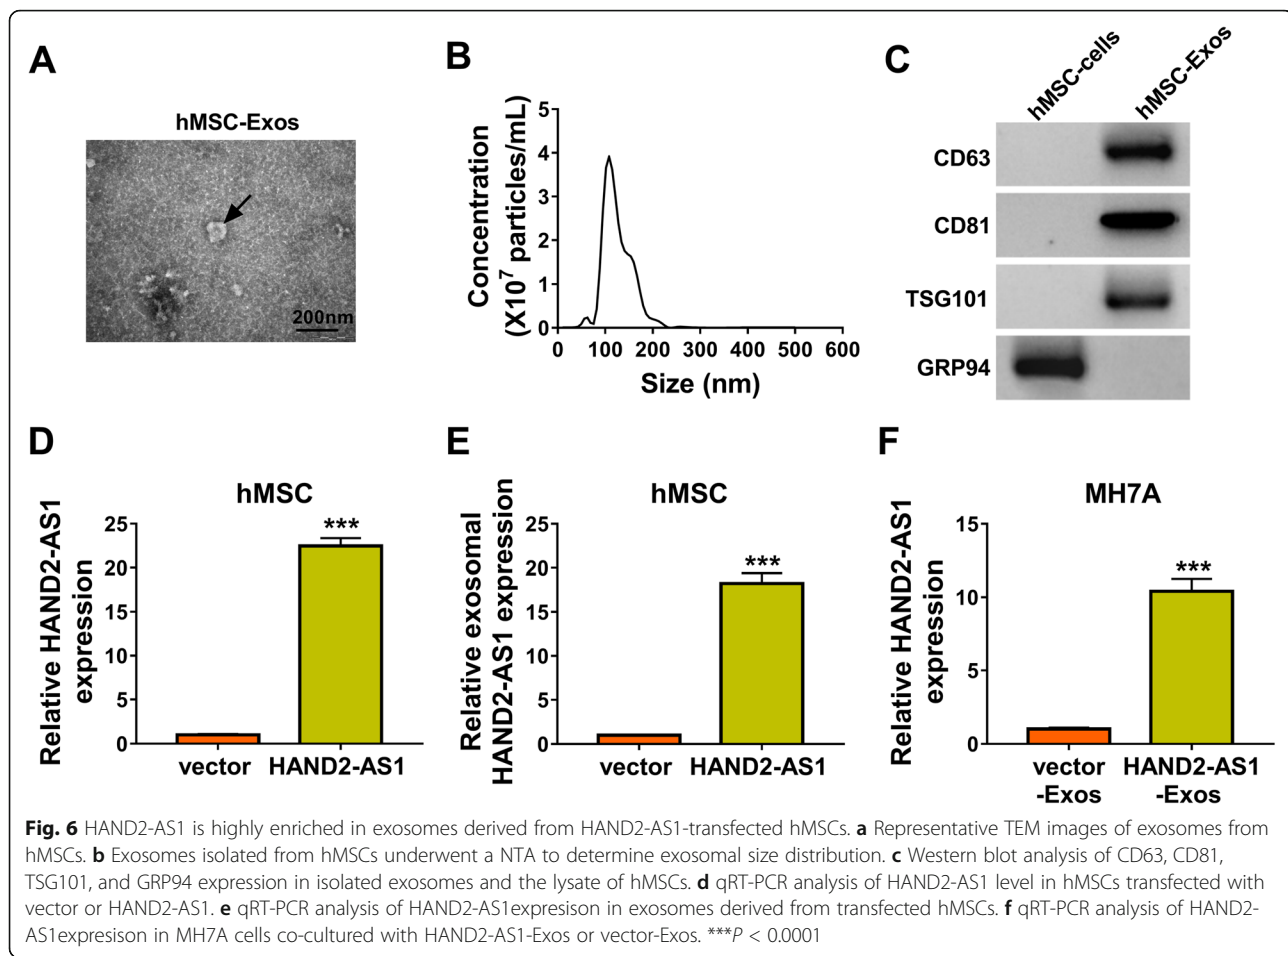 A
hMSC-Exos
200nm
B
Concentration
(X10⁷ particles/mL)
5
4
3
2
1
0
0 100 200 300 400 500 600
Size (nm)
C
hMSC-cells
hMSC-Exos
CD63
CD81
TSG101
GRP94
D
hMSC
Relative HAND2-AS1
expression
25
20
15
10
5
0
***
vector HAND2-AS1
E
hMSC
Relative exosomal
HAND2-AS1 expression
25
20
15
10
5
0
***
vector HAND2-AS1
F
MH7A
Relative HAND2-AS1
expression
15
10
5
0
***
vector HAND2-AS1
-Exos -Exos
Fig. 6 HAND2-AS1 is highly enriched in exosomes derived from HAND2-AS1-transfected hMSCs. a Representative TEM images of exosomes from
hMSCs. b Exosomes isolated from hMSCs underwent a NTA to determine exosomal size distribution. c Western blot analysis of CD63, CD81,
TSG101, and GRP94 expression in isolated exosomes and the lysate of hMSCs. d qRT-PCR analysis of HAND2-AS1 level in hMSCs transfected with
vector or HAND2-AS1. e qRT-PCR analysis of HAND2-AS1expresison in exosomes derived from transfected hMSCs. f qRT-PCR analysis of HAND2-
AS1expresison in MH7A cells co-cultured with HAND2-AS1-Exos or vector-Exos. ***P < 0.0001